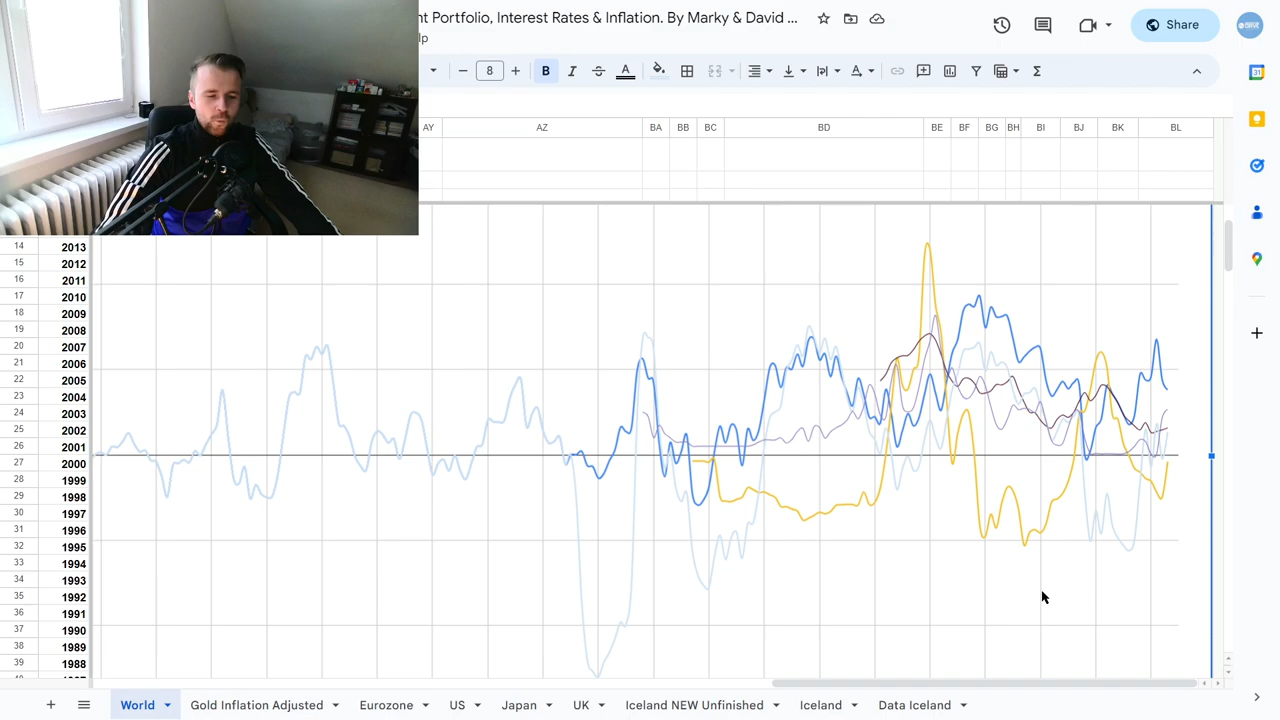 nt Portfolio, Interest Rates & Inflation. By Marky & David ...
lp
Share
8
B
I
S
A
A
Σ
31
AY AZ BA BB BC BD BE BF BG BH BI BJ BK BL
14 2013
15 2012
16 2011
17 2010
18 2009
19 2008
20 2007
21 2006
22 2005
23 2004
24 2003
25 2002
26 2001
27 2000
28 1999
29 1998
30 1997
31 1996
32 1995
33 1994
34 1993
35 1992
36 1991
37 1990
38 1989
39 1988
World Gold Inflation Adjusted Eurozone US Japan UK Iceland NEW Unfinished Iceland Data Iceland